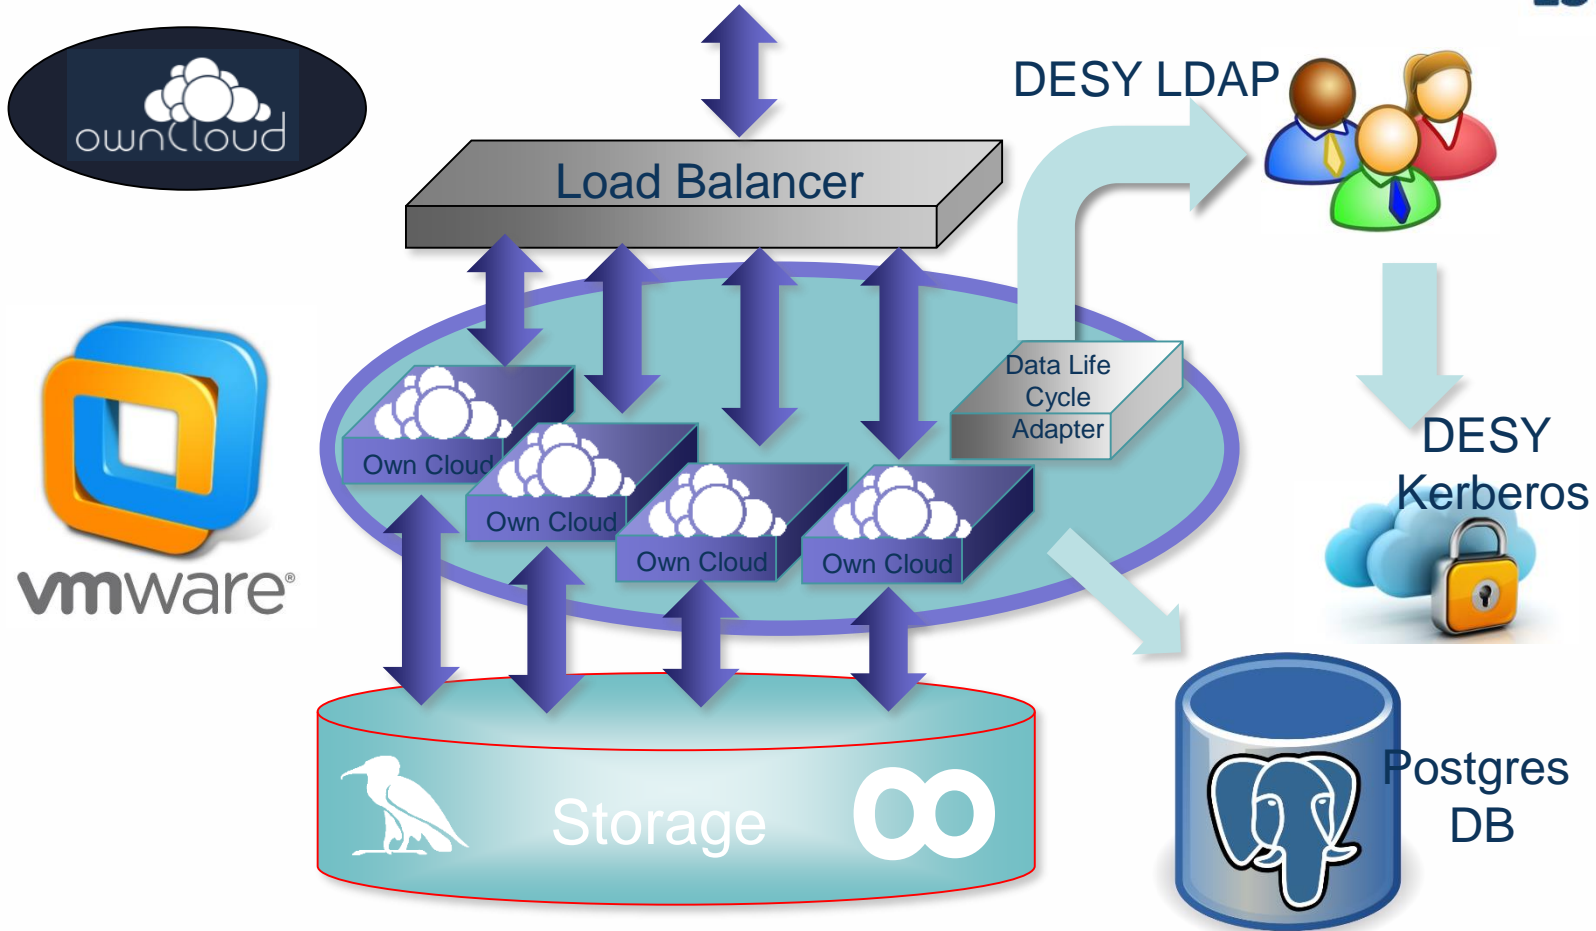 ownCloud
DESY LDAP
Load Balancer
Data Life
Cycle
Adapter
Own Cloud
Own Cloud
Own Cloud
Own Cloud
vmware®
DESY
Kerberos
Storage
Postgres
DB